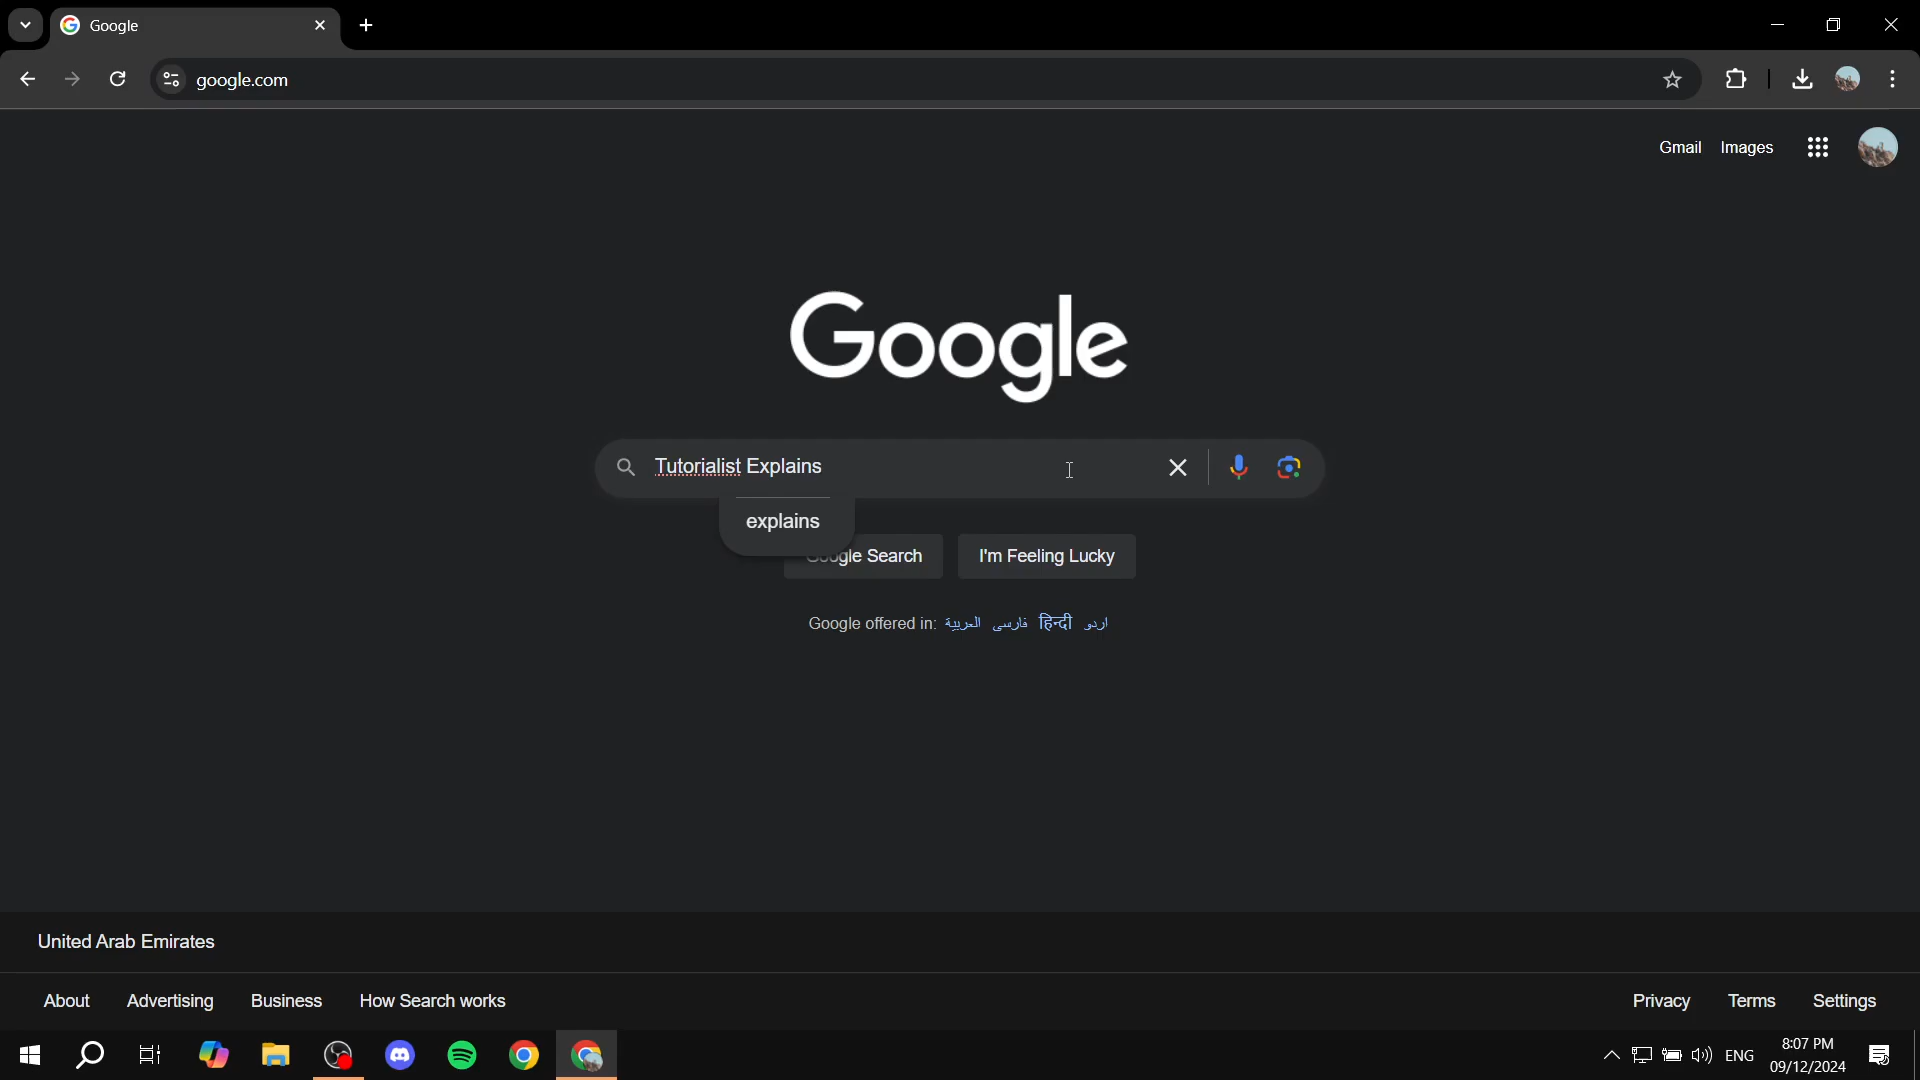 Google
google.com
Gmail Images
Google
Tutorialist Explains
explains
Google Search I'm Feeling Lucky
Google offered in: العربية فارسی हिन्दी اردو
United Arab Emirates
About Advertising Business How Search works
Privacy Terms Settings
ENG
8:07 PM
09/12/2024